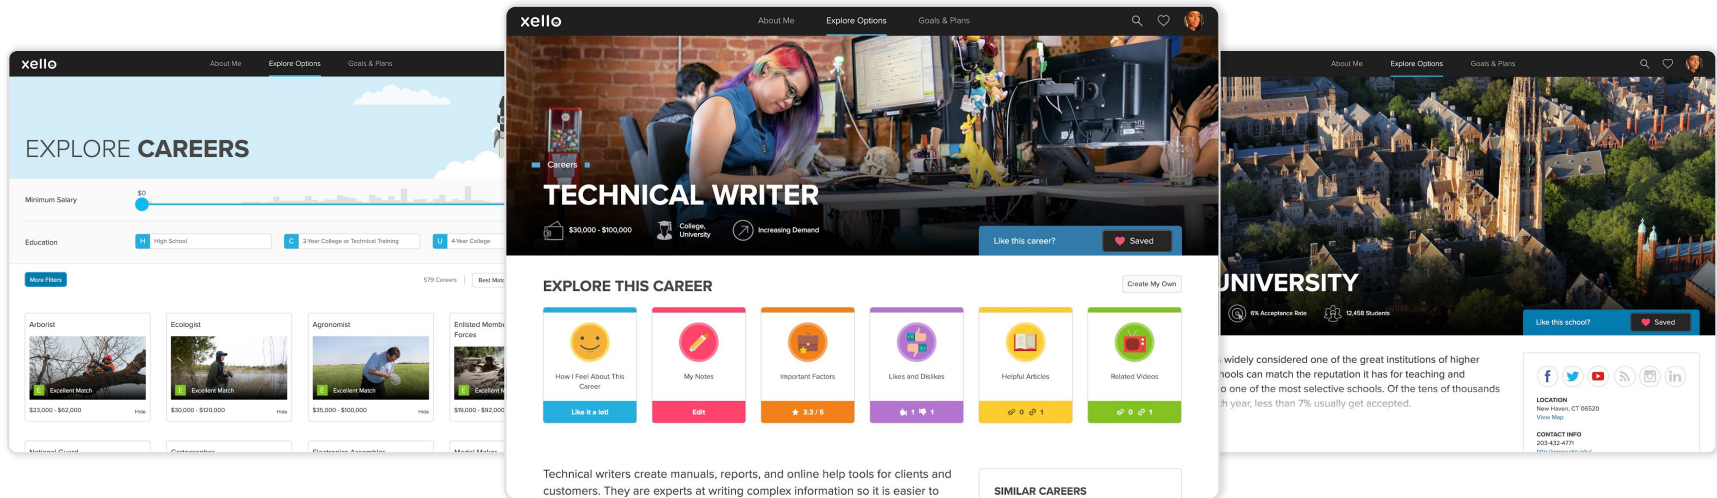 xello
About Me
Explore Options
Goals & Plans
EXPLORE CAREERS
Minimum Salary
$0
Education
H
High School
C
2-Year College or Technical Training
U
4-Year College
More Filters
579 Careers
Arborist
E Excellent Match
$23,000 - $62,000
Hide
Ecologist
E Excellent Match
$30,000 - $120,000
Hide
Agronomist
E Excellent Match
$35,000 - $100,000
Hide
Enlisted
Forces
E
$19,000 - $92,000
xello
About Me
Explore Options
Goals & Plans
Careers
TECHNICAL WRITER
$30,000 - $100,000
College,
University
Increasing Demand
Like this career?
Saved
EXPLORE THIS CAREER
Create My Own
How I Feel About This
Career
Like it a lot!
My Notes
Edit
Important Factors
3.3 / 5
Likes and Dislikes
1 1
Helpful Articles
0 1
Related Videos
0 1
Technical writers create manuals, reports, and online help tools for clients and
customers. They are experts at writing complex information so it is easier to
SIMILAR CAREERS
About Me
Explore Options
Goals & Plans
UNIVERSITY
6% Acceptance Rate
12,458 Students
Like this school?
Saved
widely considered one of the great institutions of higher
schools can match the reputation it has for teaching and
one of the most selective schools. Of the tens of thousands
year, less than 7% usually get accepted.
LOCATION
New Haven, CT 06520
View Map
CONTACT INFO
203-432-4771